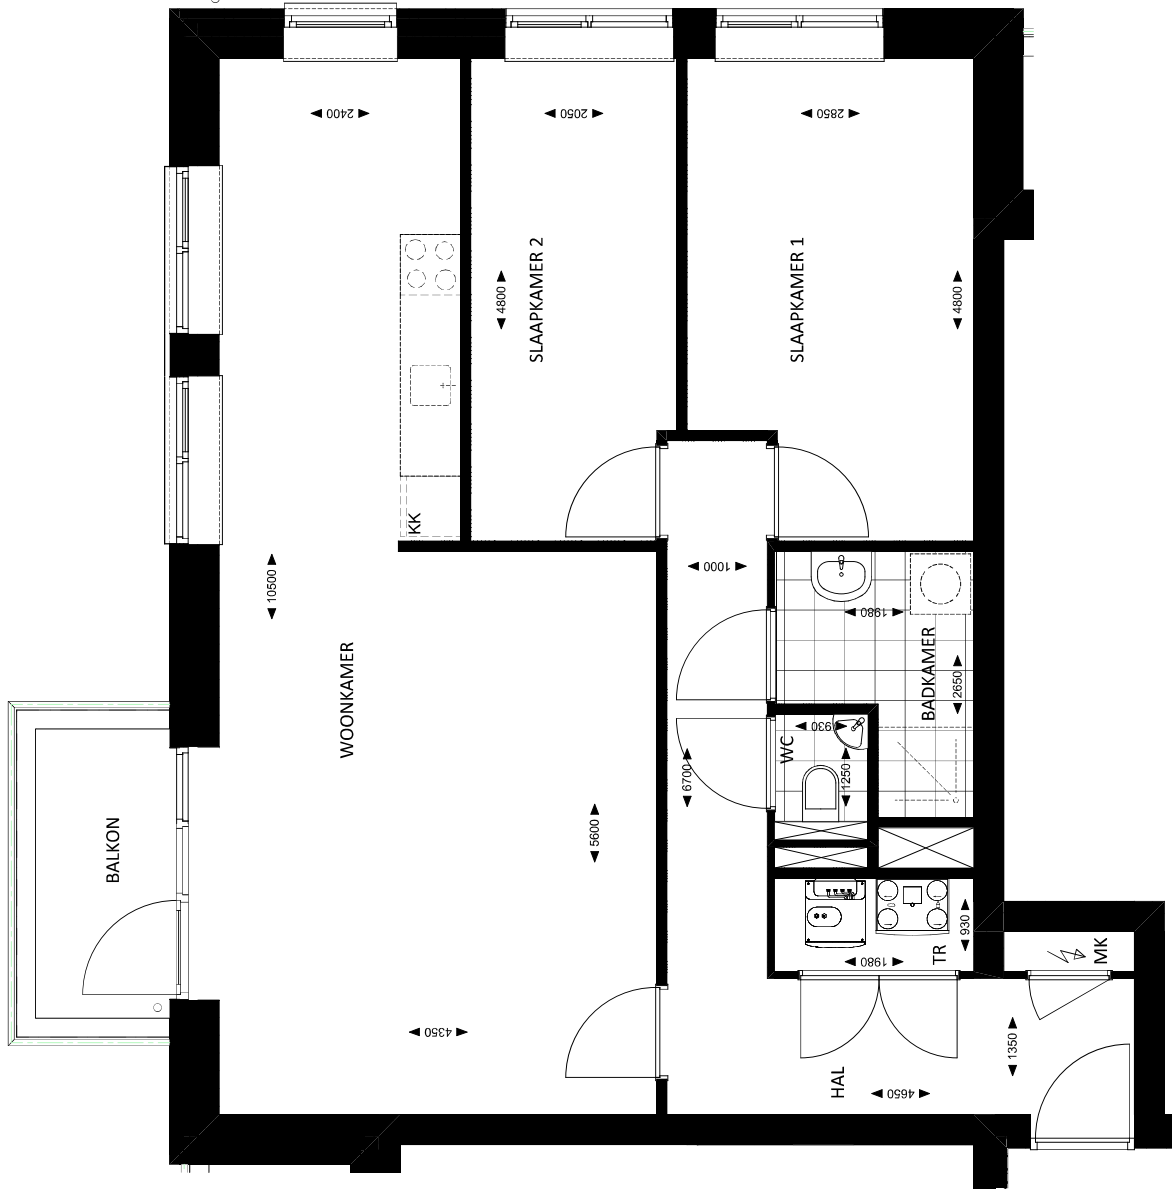 2400
2050
2850
SLAAPKAMER 2
SLAAPKAMER 1
4800
4800
KK
10500
1000
1980
WOONKAMER
BADKAMER
2650
930
WC
6700
1250
BALKON
5600
930
TR
MK
1980
4350
1350
HAL
4650